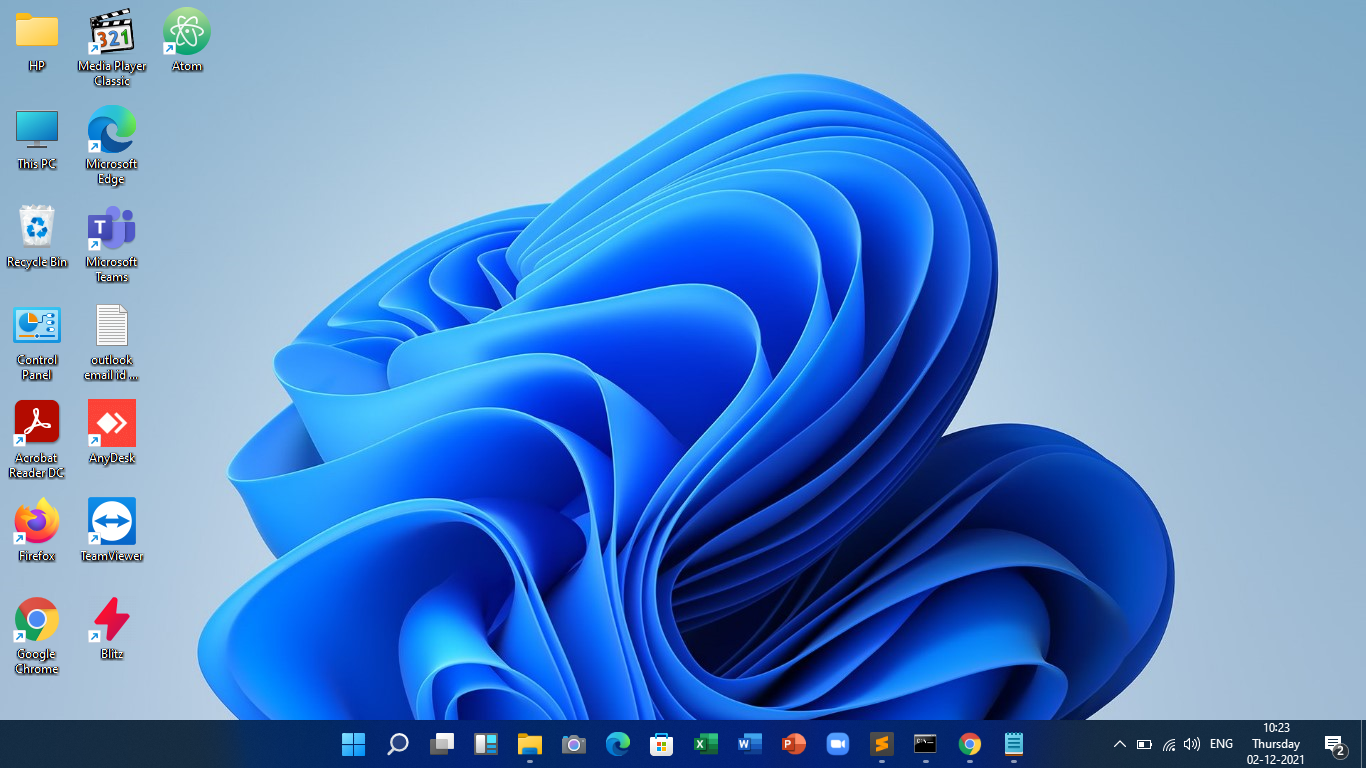 HP
Media Player
Classic
Atom
This PC
Microsoft
Edge
Recycle Bin
Microsoft
Teams
Control
Panel
outlook
email id ...
Acrobat
Reader DC
AnyDesk
Firefox
TeamViewer
Google
Chrome
Blitz
321
T
X
W
P
C:\_
ENG
10:23
Thursday
02-12-2021
2